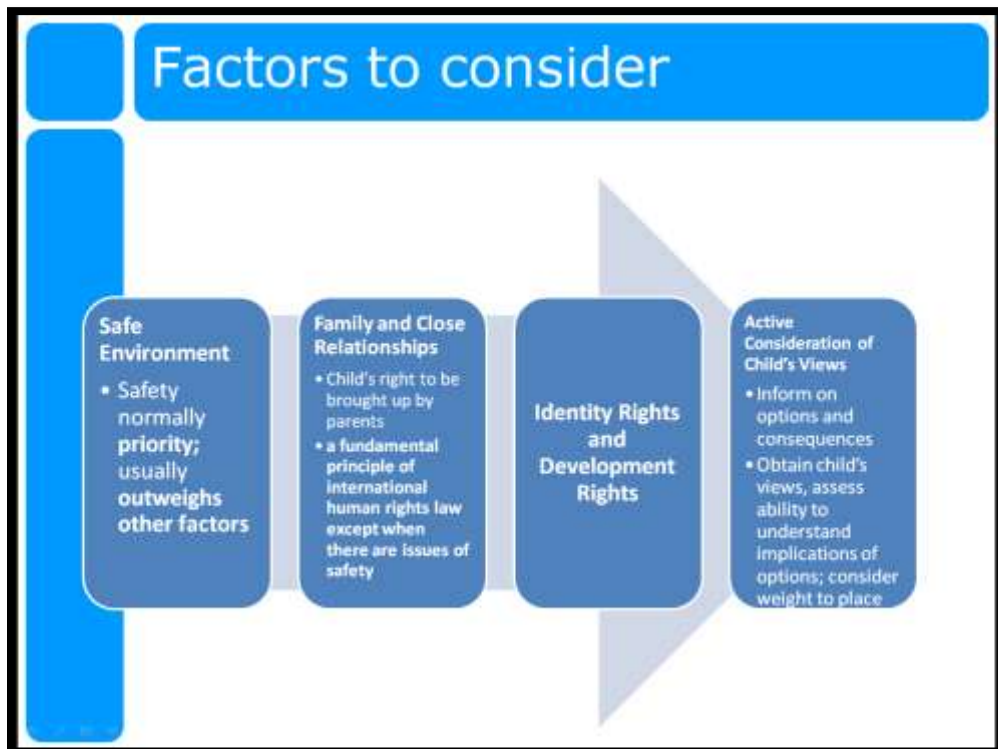 Factors to consider
Safe
Environment
• Safety
normally
priority;
usually
outweighs
other factors
Family and Close
Relationships
• Child's right to be
brought up by
parents
• a fundamental
principle of
international
human rights law
except when
there are issues of
safety
Identity Rights
and
Development
Rights
Active
Consideration of
Child's Views
• Inform on
options and
consequences
• Obtain child's
views, assess
ability to
understand
implications of
options; consider
weight to place